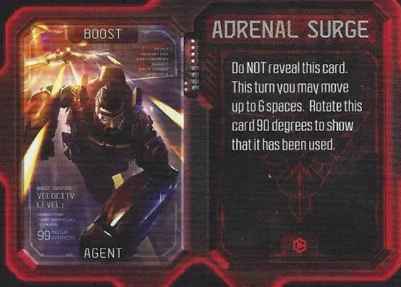 BOOST
ADRENAL SURGE
Do NOT reveal this card.
This turn you may move
up to 6 spaces. Rotate this
card 90 degrees to show
that it has been used.
VELOCITY
LEVEL:
99
AGENT